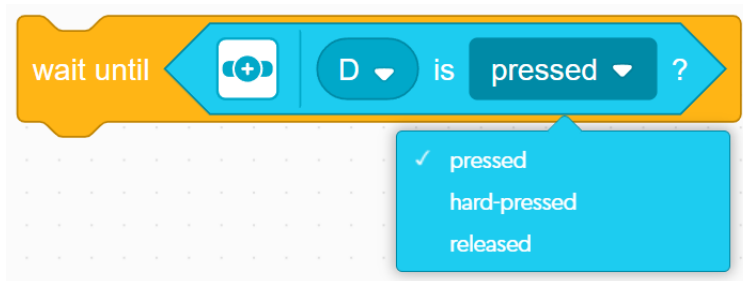 wait until D is pressed ?
pressed
hard-pressed
released